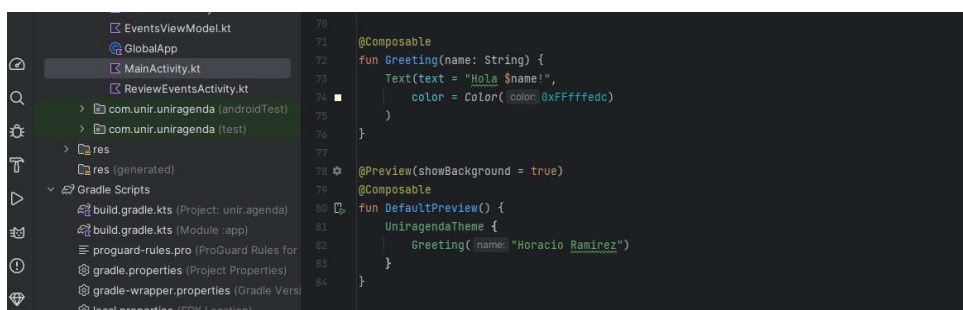 EventsViewModel.kt
GlobalApp
MainActivity.kt
ReviewEventsActivity.kt
com.unir.uniragenda (androidTest)
com.unir.uniragenda (test)
res
res (generated)
Gradle Scripts
build.gradle.kts (Project: unir.agenda)
build.gradle.kts (Module :app)
proguard-rules.pro (ProGuard Rules for
gradle.properties (Project Properties)
gradle-wrapper.properties (Gradle Versi
70
71 @Composable
72 fun Greeting(name: String) {
73 Text(text = "Hola $name!",
74 color = Color( color: 0xFFfffedc)
75 )
76 }
77
78 @Preview(showBackground = true)
79 @Composable
80 fun DefaultPreview() {
81 UniragendaTheme {
82 Greeting( name: "Horacio Ramirez")
83 }
84 }